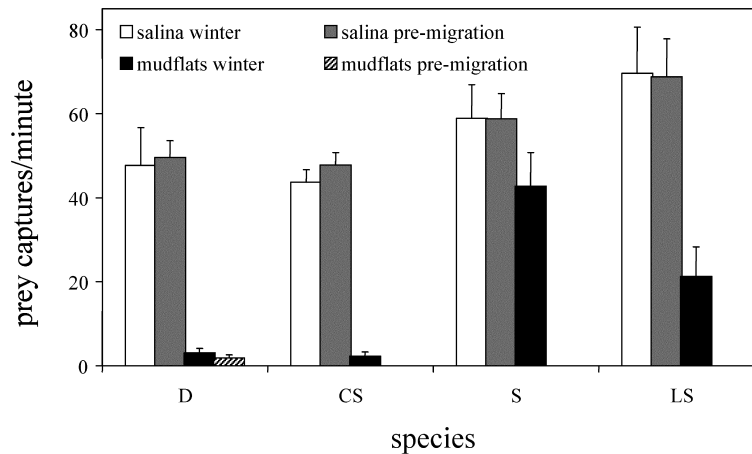 80
60
40
20
0
prey captures/minute
salina winter
salina pre-migration
mudflats winter
mudflats pre-migration
D
CS
S
LS
species